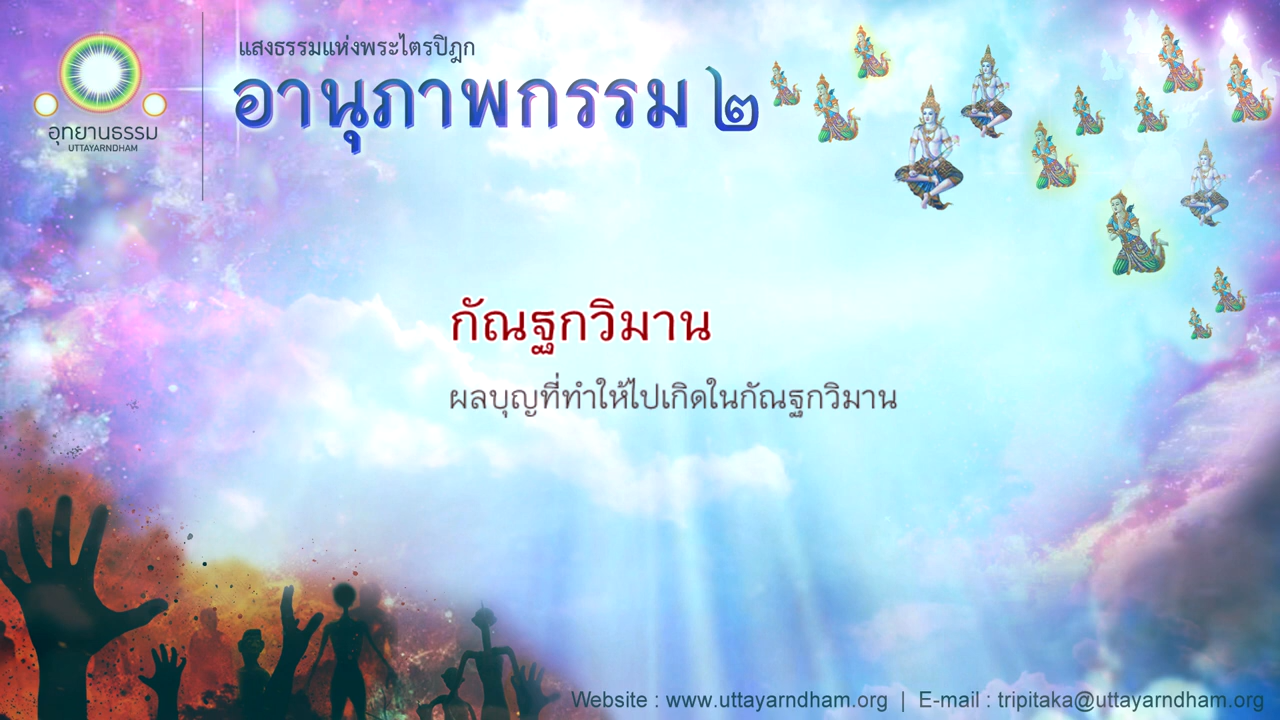 แสงธรรมแห่งพระไตรปิฎก
อานุภาพกรรม ๒
อุทยานธรรม
UTTAYARNDHAM
กัณฐกวิมาน
ผลบุญที่ทำให้ไปเกิดในกัณฐกวิมาน
Website : www.uttayarndham.org | E-mail : tripitaka@uttayarndham.org